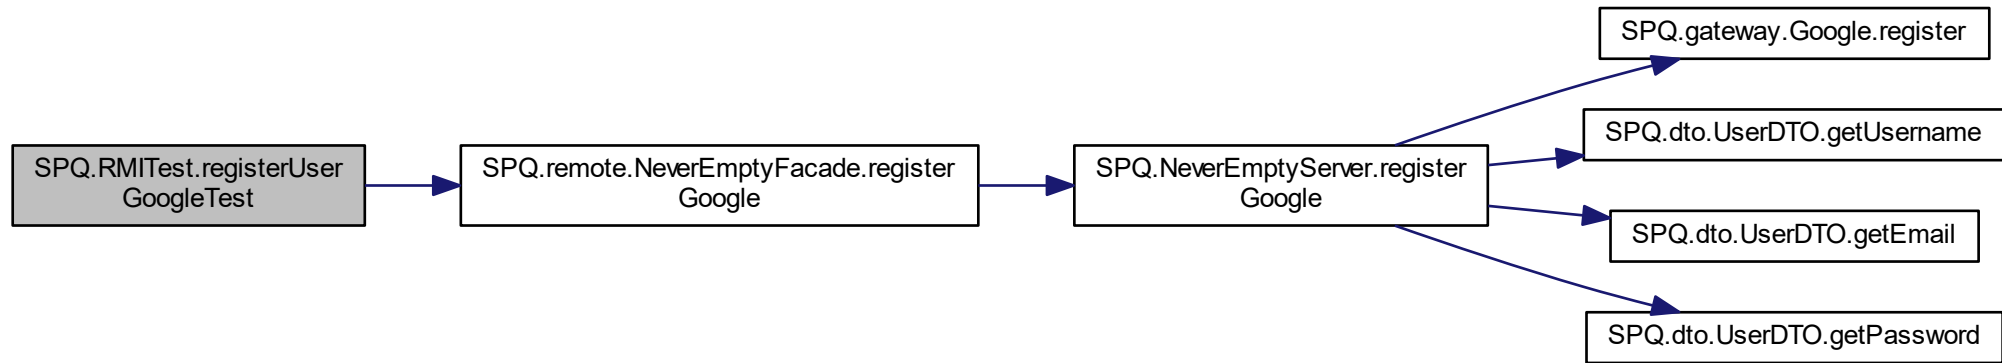 SPQ.RMITest.registerUser
GoogleTest
SPQ.remote.NeverEmptyFacade.register
Google
SPQ.NeverEmptyServer.register
Google
SPQ.gateway.Google.register
SPQ.dto.UserDTO.getUsername
SPQ.dto.UserDTO.getEmail
SPQ.dto.UserDTO.getPassword